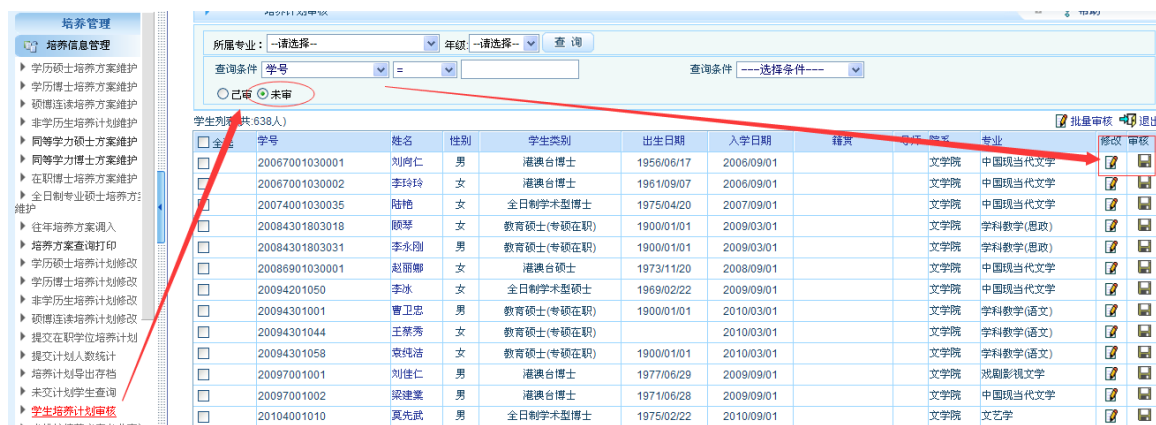 培养管理
培养信息管理
学历硕士培养方案维护
学历博士培养方案维护
硕博连读培养方案维护
非学历生培养计划维护
同等学力硕士方案维护
同等学力博士方案维护
在职博士培养方案维护
全日制专业硕士培养方案
维护
往年培养方案调入
培养方案查询打印
学历硕士培养计划修改
学历博士培养计划修改
非学历生培养计划修改
硕博连读培养计划修改
提交在职学位培养计划
提交计划人数统计
培养计划导出存档
未交计划学生查询
学生培养计划审核
培养计划审核 帮助
所属专业： --请选择-- 年级: --请选择-- 查 询
查询条件 学号 = 查询条件 ---选择条件---
已审 未审
学生列表(共:638人) 批量审核 退出
全选 学号 姓名 性别 学生类别 出生日期 入学日期 籍贯 导师 院系 专业 修改 审核
20067001030001 刘向仁 男 港澳台博士 1956/06/17 2006/09/01 文学院 中国现当代文学
20067001030002 李玲玲 女 港澳台博士 1961/09/07 2006/09/01 文学院 中国现当代文学
20074001030035 陆艳 女 全日制学术型博士 1975/04/20 2007/09/01 文学院 中国现当代文学
20084301803018 顾琴 女 教育硕士(专硕在职) 1900/01/01 2009/03/01 文学院 学科教学(思政)
20084301803031 李永刚 男 教育硕士(专硕在职) 1900/01/01 2009/03/01 文学院 学科教学(思政)
20086901030001 赵丽娜 女 港澳台硕士 1973/11/20 2008/09/01 文学院 中国现当代文学
20094201050 李冰 女 全日制学术型硕士 1969/02/22 2009/09/01 文学院 中国现当代文学
20094301001 曹卫忠 男 教育硕士(专硕在职) 1900/01/01 2010/03/01 文学院 学科教学(语文)
20094301044 王蔡秀 女 教育硕士(专硕在职) 2010/03/01 文学院 学科教学(语文)
20094301058 袁纯洁 女 教育硕士(专硕在职) 1900/01/01 2010/03/01 文学院 学科教学(语文)
20097001001 刘佳仁 男 港澳台博士 1977/06/29 2009/09/01 文学院 戏剧影视文学
20097001002 梁建業 男 港澳台博士 1971/06/28 2009/09/01 文学院 中国现当代文学
20104001010 莫先武 男 全日制学术型博士 1975/02/22 2010/09/01 文学院 文艺学